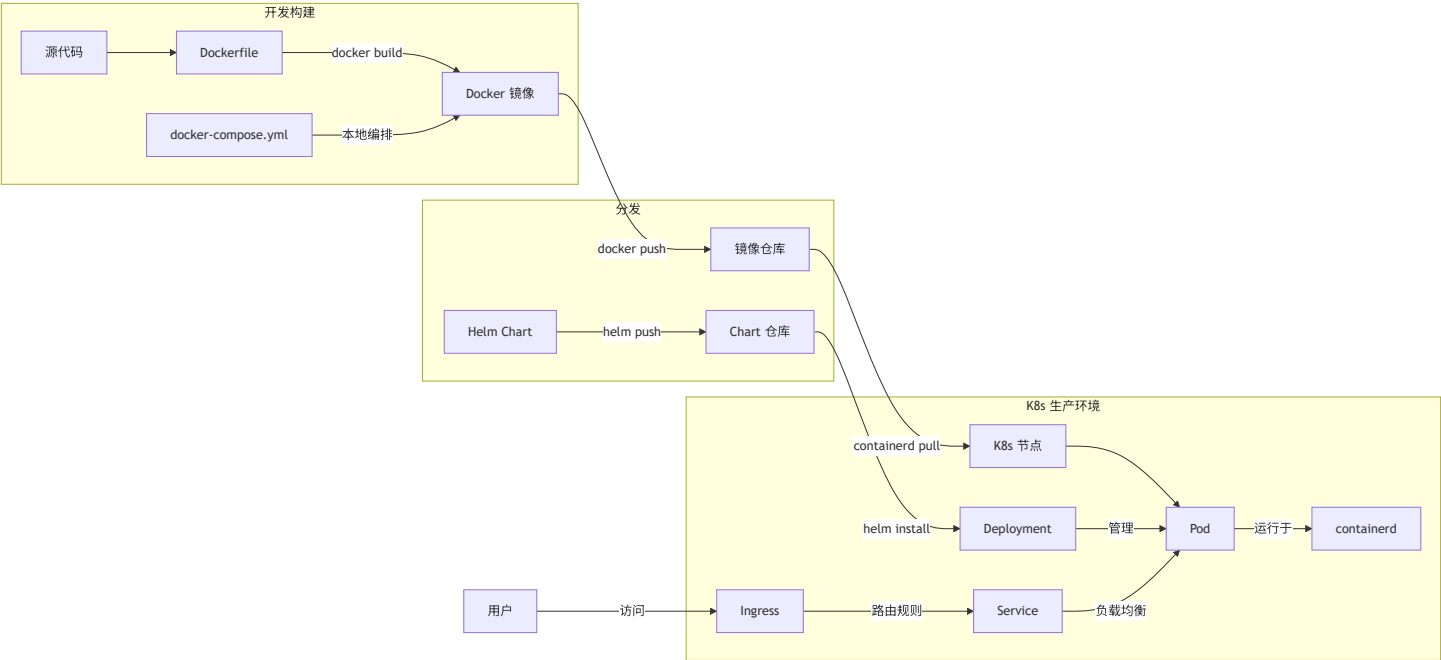 开发构建
源代码
Dockerfile
docker build
Docker 镜像
docker-compose.yml
本地编排
分发
docker push
镜像仓库
Helm Chart
helm push
Chart 仓库
K8s 生产环境
containerd pull
K8s 节点
helm install
Deployment
管理
Pod
运行于
containerd
用户
访问
Ingress
路由规则
Service
负载均衡